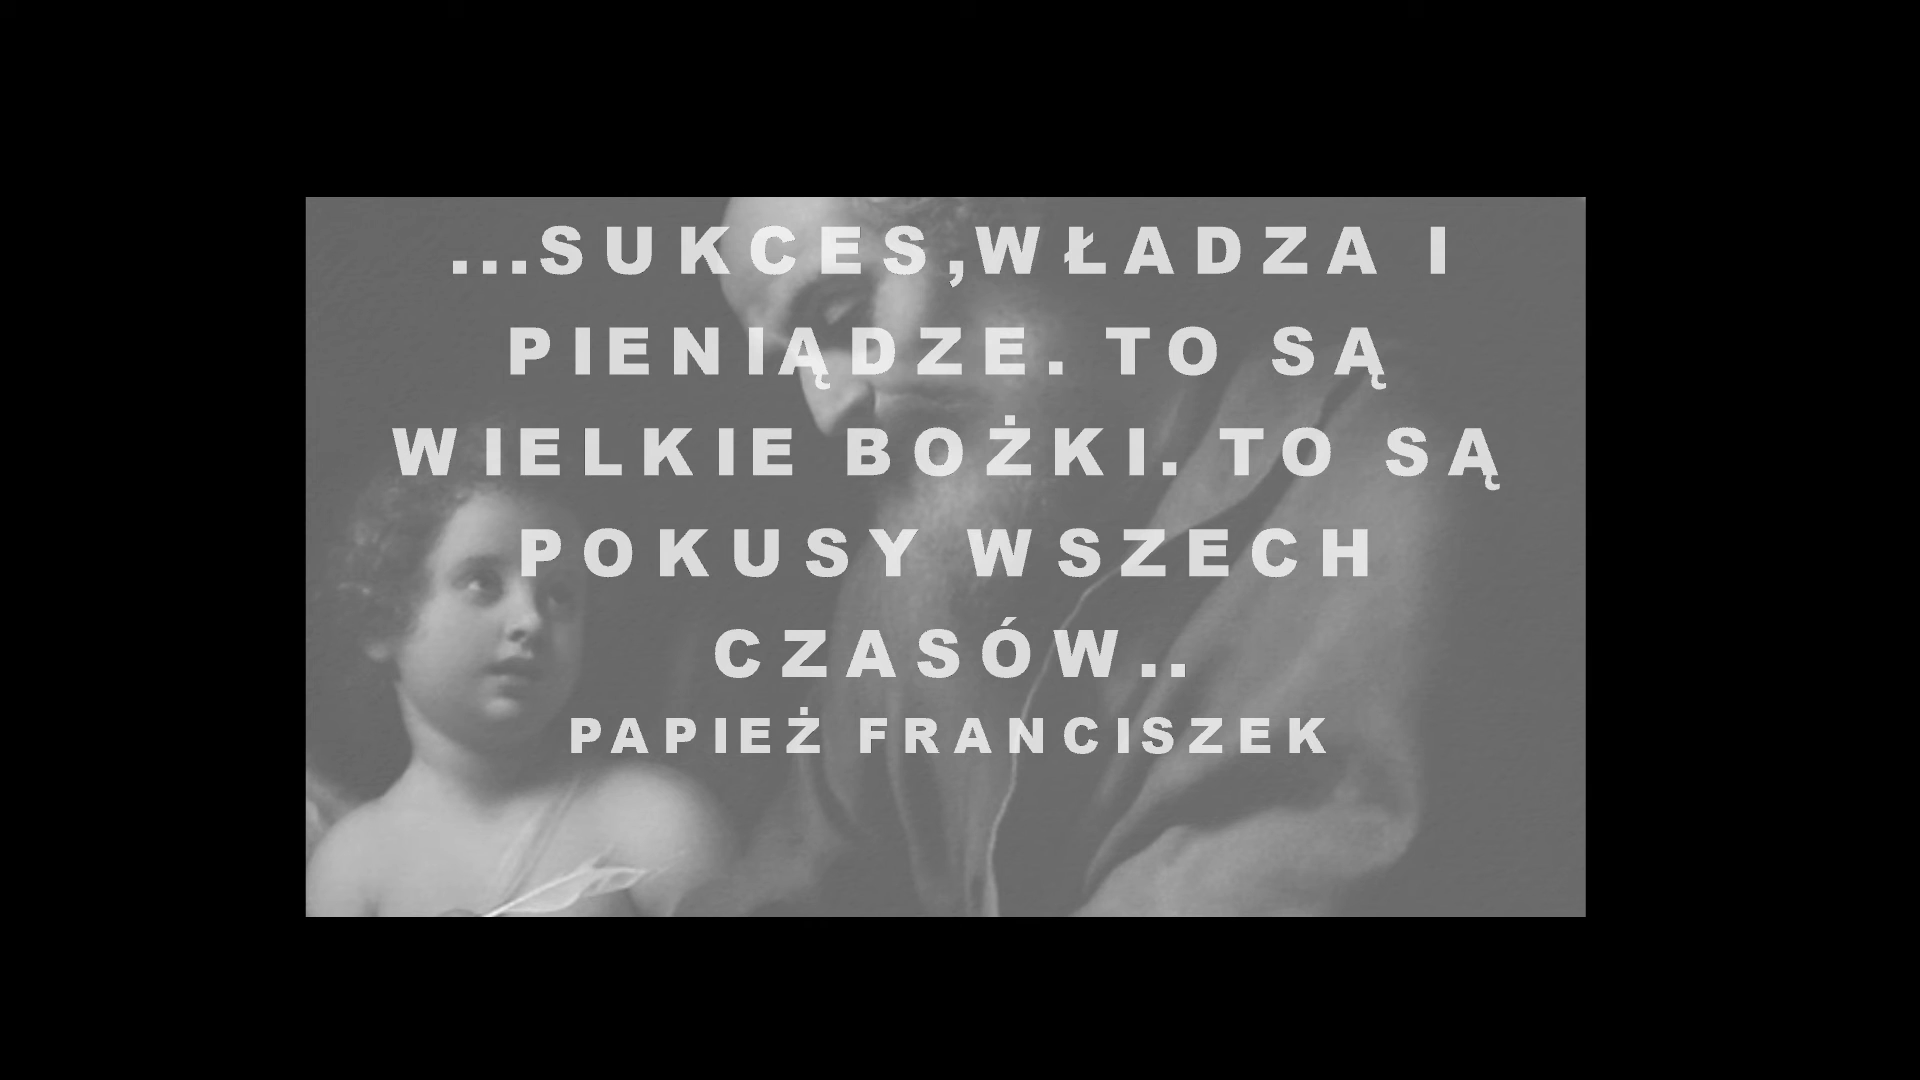 ...SUKCES,WŁADZA I
PIENIĄDZE. TO SĄ
WIELKIE BOŻKI. TO SĄ
POKUSY WSZECH
CZASÓW..
PAPIEŻ FRANCISZEK